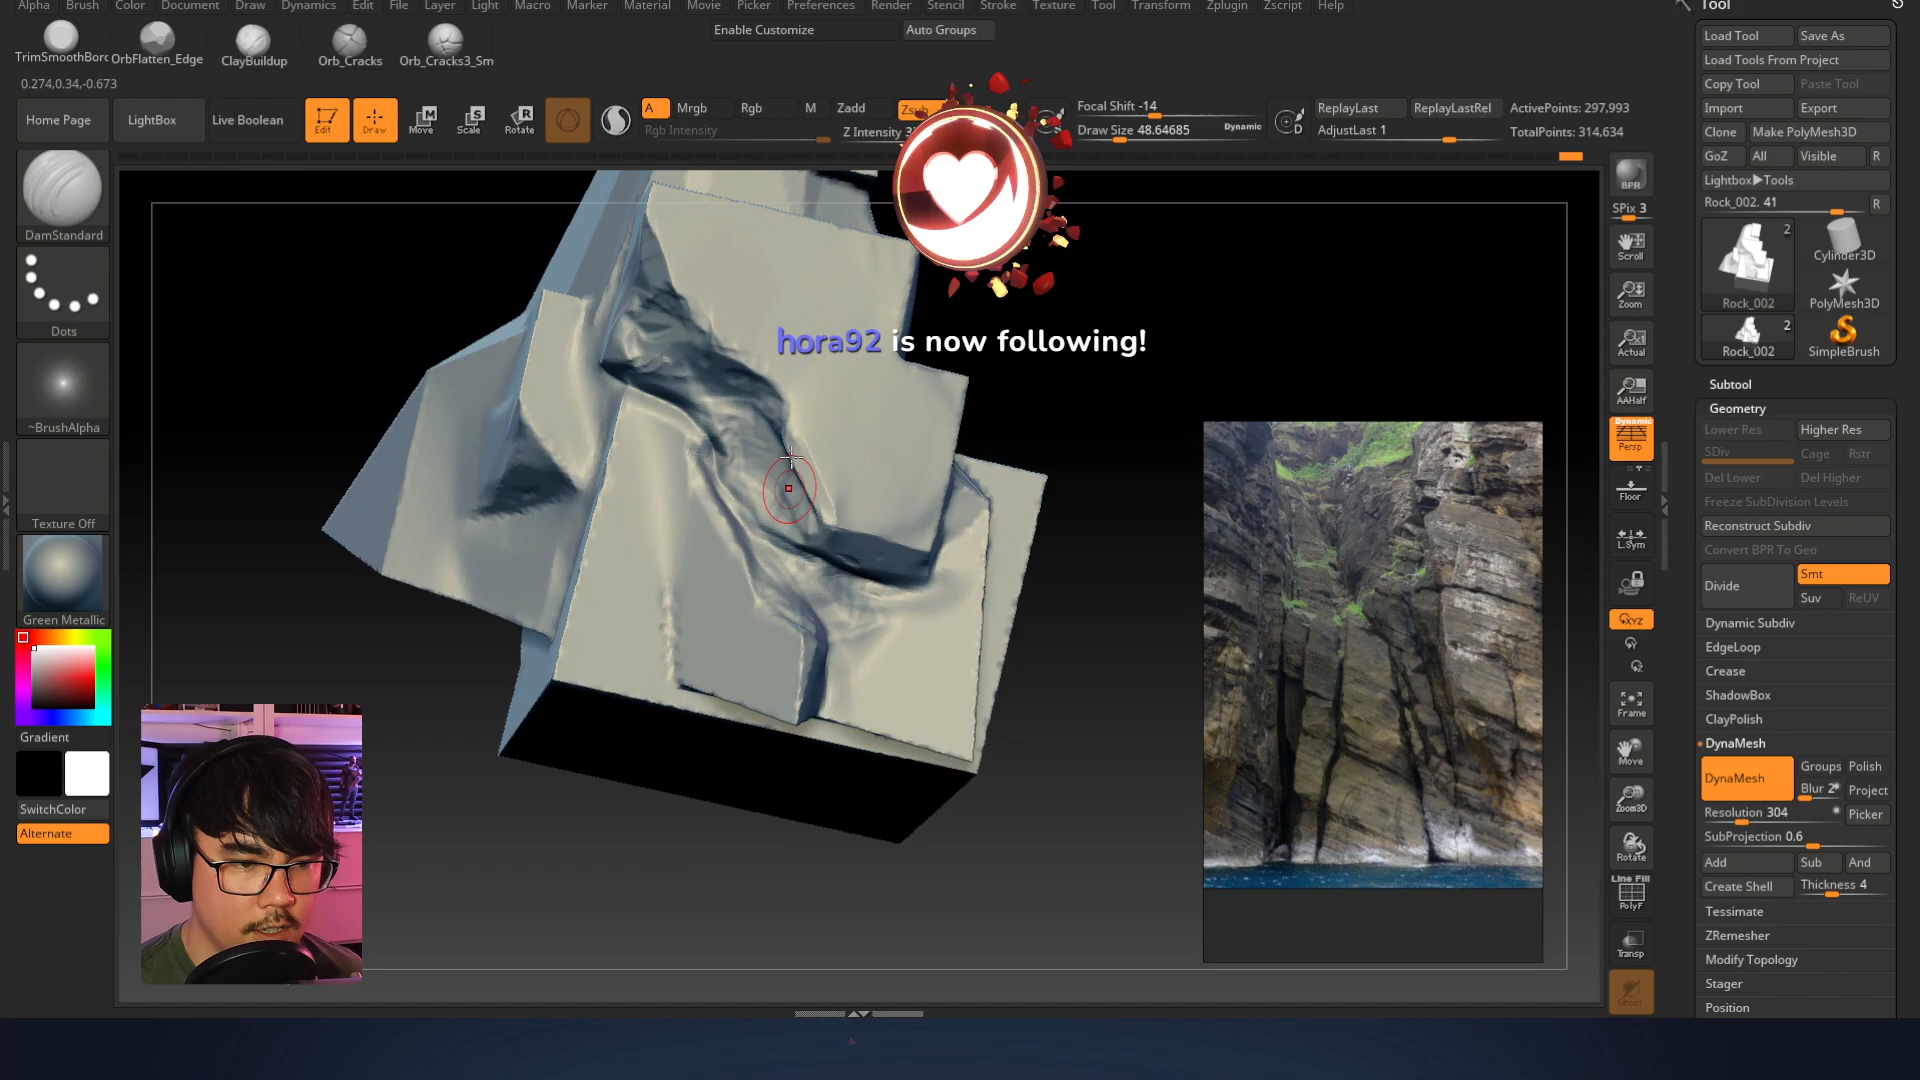 Alpha Brush Color Document Draw Dynamics Edit File Layer Light Macro Marker Material Movie Picker Preferences Render Stencil Stroke Texture Tool Transform Zplugin Zscript Help
Tool
Enable Customize Auto Groups
TrimSmoothBorc OrbFlatten_Edge ClayBuildup Orb_Cracks Orb_Cracks3_Sm
0.274,0.34,-0.673
Home Page LightBox Live Boolean Edit Draw Move Scale Rotate
A Mrgb Rgb M Zadd Zsub
Rgb Intensity Z Intensity
Focal Shift -14
Draw Size 48.64685 Dynamic
ReplayLast ReplayLastRel ActivePoints: 297,993
AdjustLast 1 TotalPoints: 314,634
DamStandard
Dots
~BrushAlpha
Texture Off
Green Metallic
Gradient
SwitchColor
Alternate
hora92 is now following!
BPR
SPix 3
Scroll
Zoom
Actual
AAHalf
Dynamic
Persp
Floor
L.Sym
XYZ
Frame
Move
Zoom3D
Rotate
Line Fill
PolyF
Transp
Ghost
Load Tool Save As
Load Tools From Project
Copy Tool Paste Tool
Import Export
Clone Make PolyMesh3D
GoZ All Visible R
Lightbox▶Tools
Rock_002. 41 R
2
Rock_002 Cylinder3D
PolyMesh3D
2
Rock_002 SimpleBrush
Subtool
Geometry
Lower Res Higher Res
SDiv Cage Rstr
Del Lower Del Higher
Freeze SubDivision Levels
Reconstruct Subdiv
Convert BPR To Geo
Divide Smt
Suv ReUV
Dynamic Subdiv
EdgeLoop
Crease
ShadowBox
ClayPolish
DynaMesh
DynaMesh Groups Polish
Blur 2 Project
Resolution 304 Picker
SubProjection 0.6
Add Sub And
Create Shell Thickness 4
Tessimate
ZRemesher
Modify Topology
Stager
Position